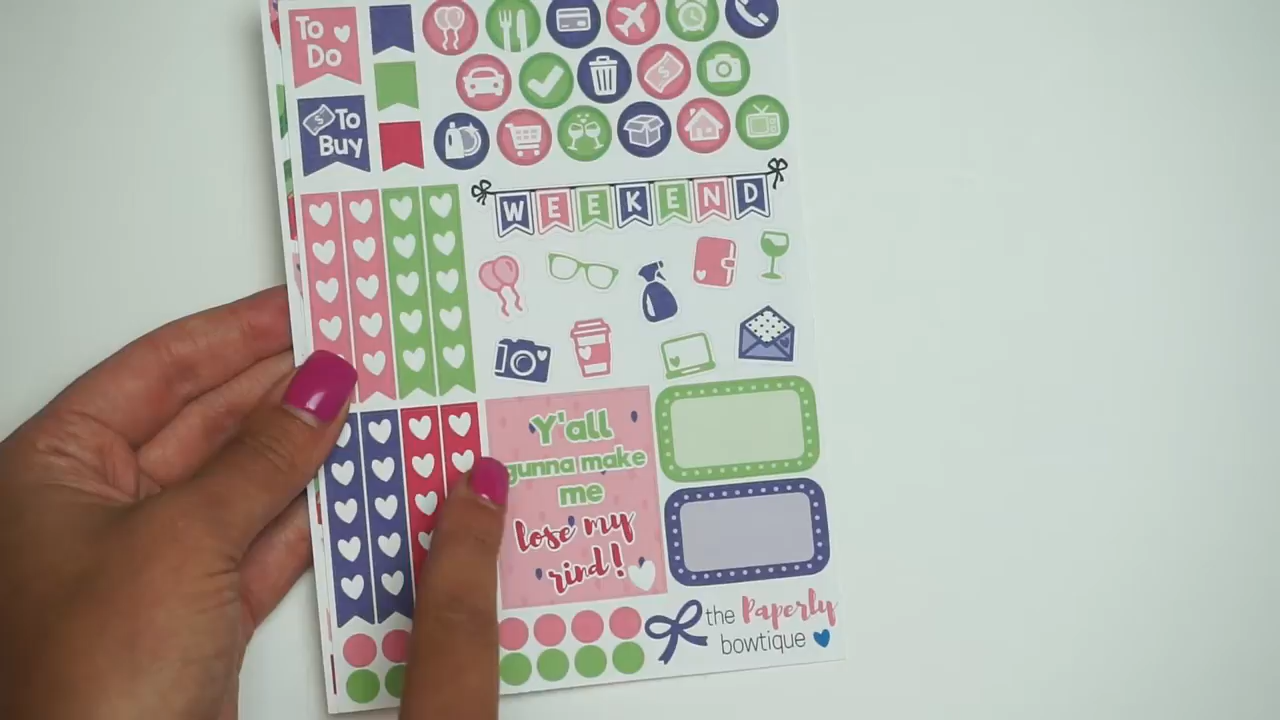 To
Do
To
Buy
WEEKEND
Y'all
gunna make
me
lose my
rind!
the Paperly
bowtique